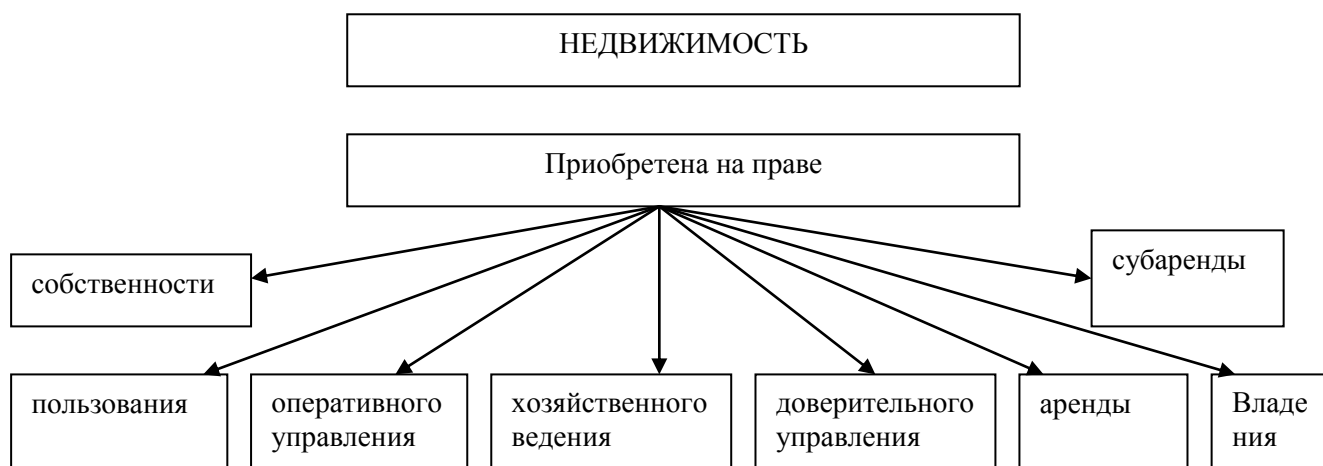 НЕДВИЖИМОСТЬ
Приобретена на праве
собственности
субаренды
пользования
оперативного
управления
хозяйственного
ведения
доверительного
управления
аренды
Владе
ния